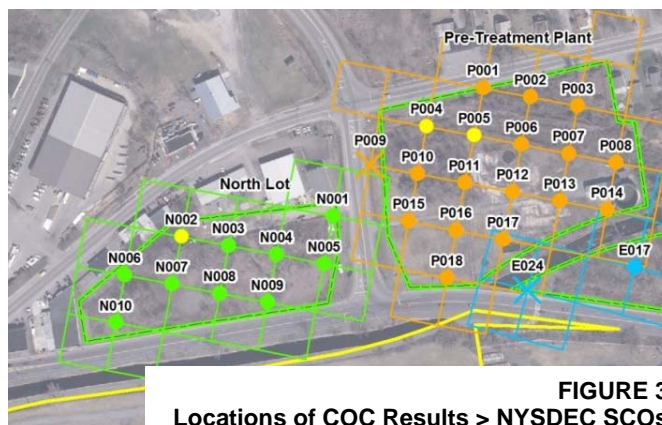 Pre-Treatment Plant
P001
P002
P003
P004
P005
P006
P007
P008
P009
P010
P011
P012
P013
P014
P015
P016
P017
P018
North Lot
N001
N002
N003
N004
N005
N006
N007
N008
N009
N010
E024
E017
FIGURE 3
Locations of COC Results > NYSDEC SCOs